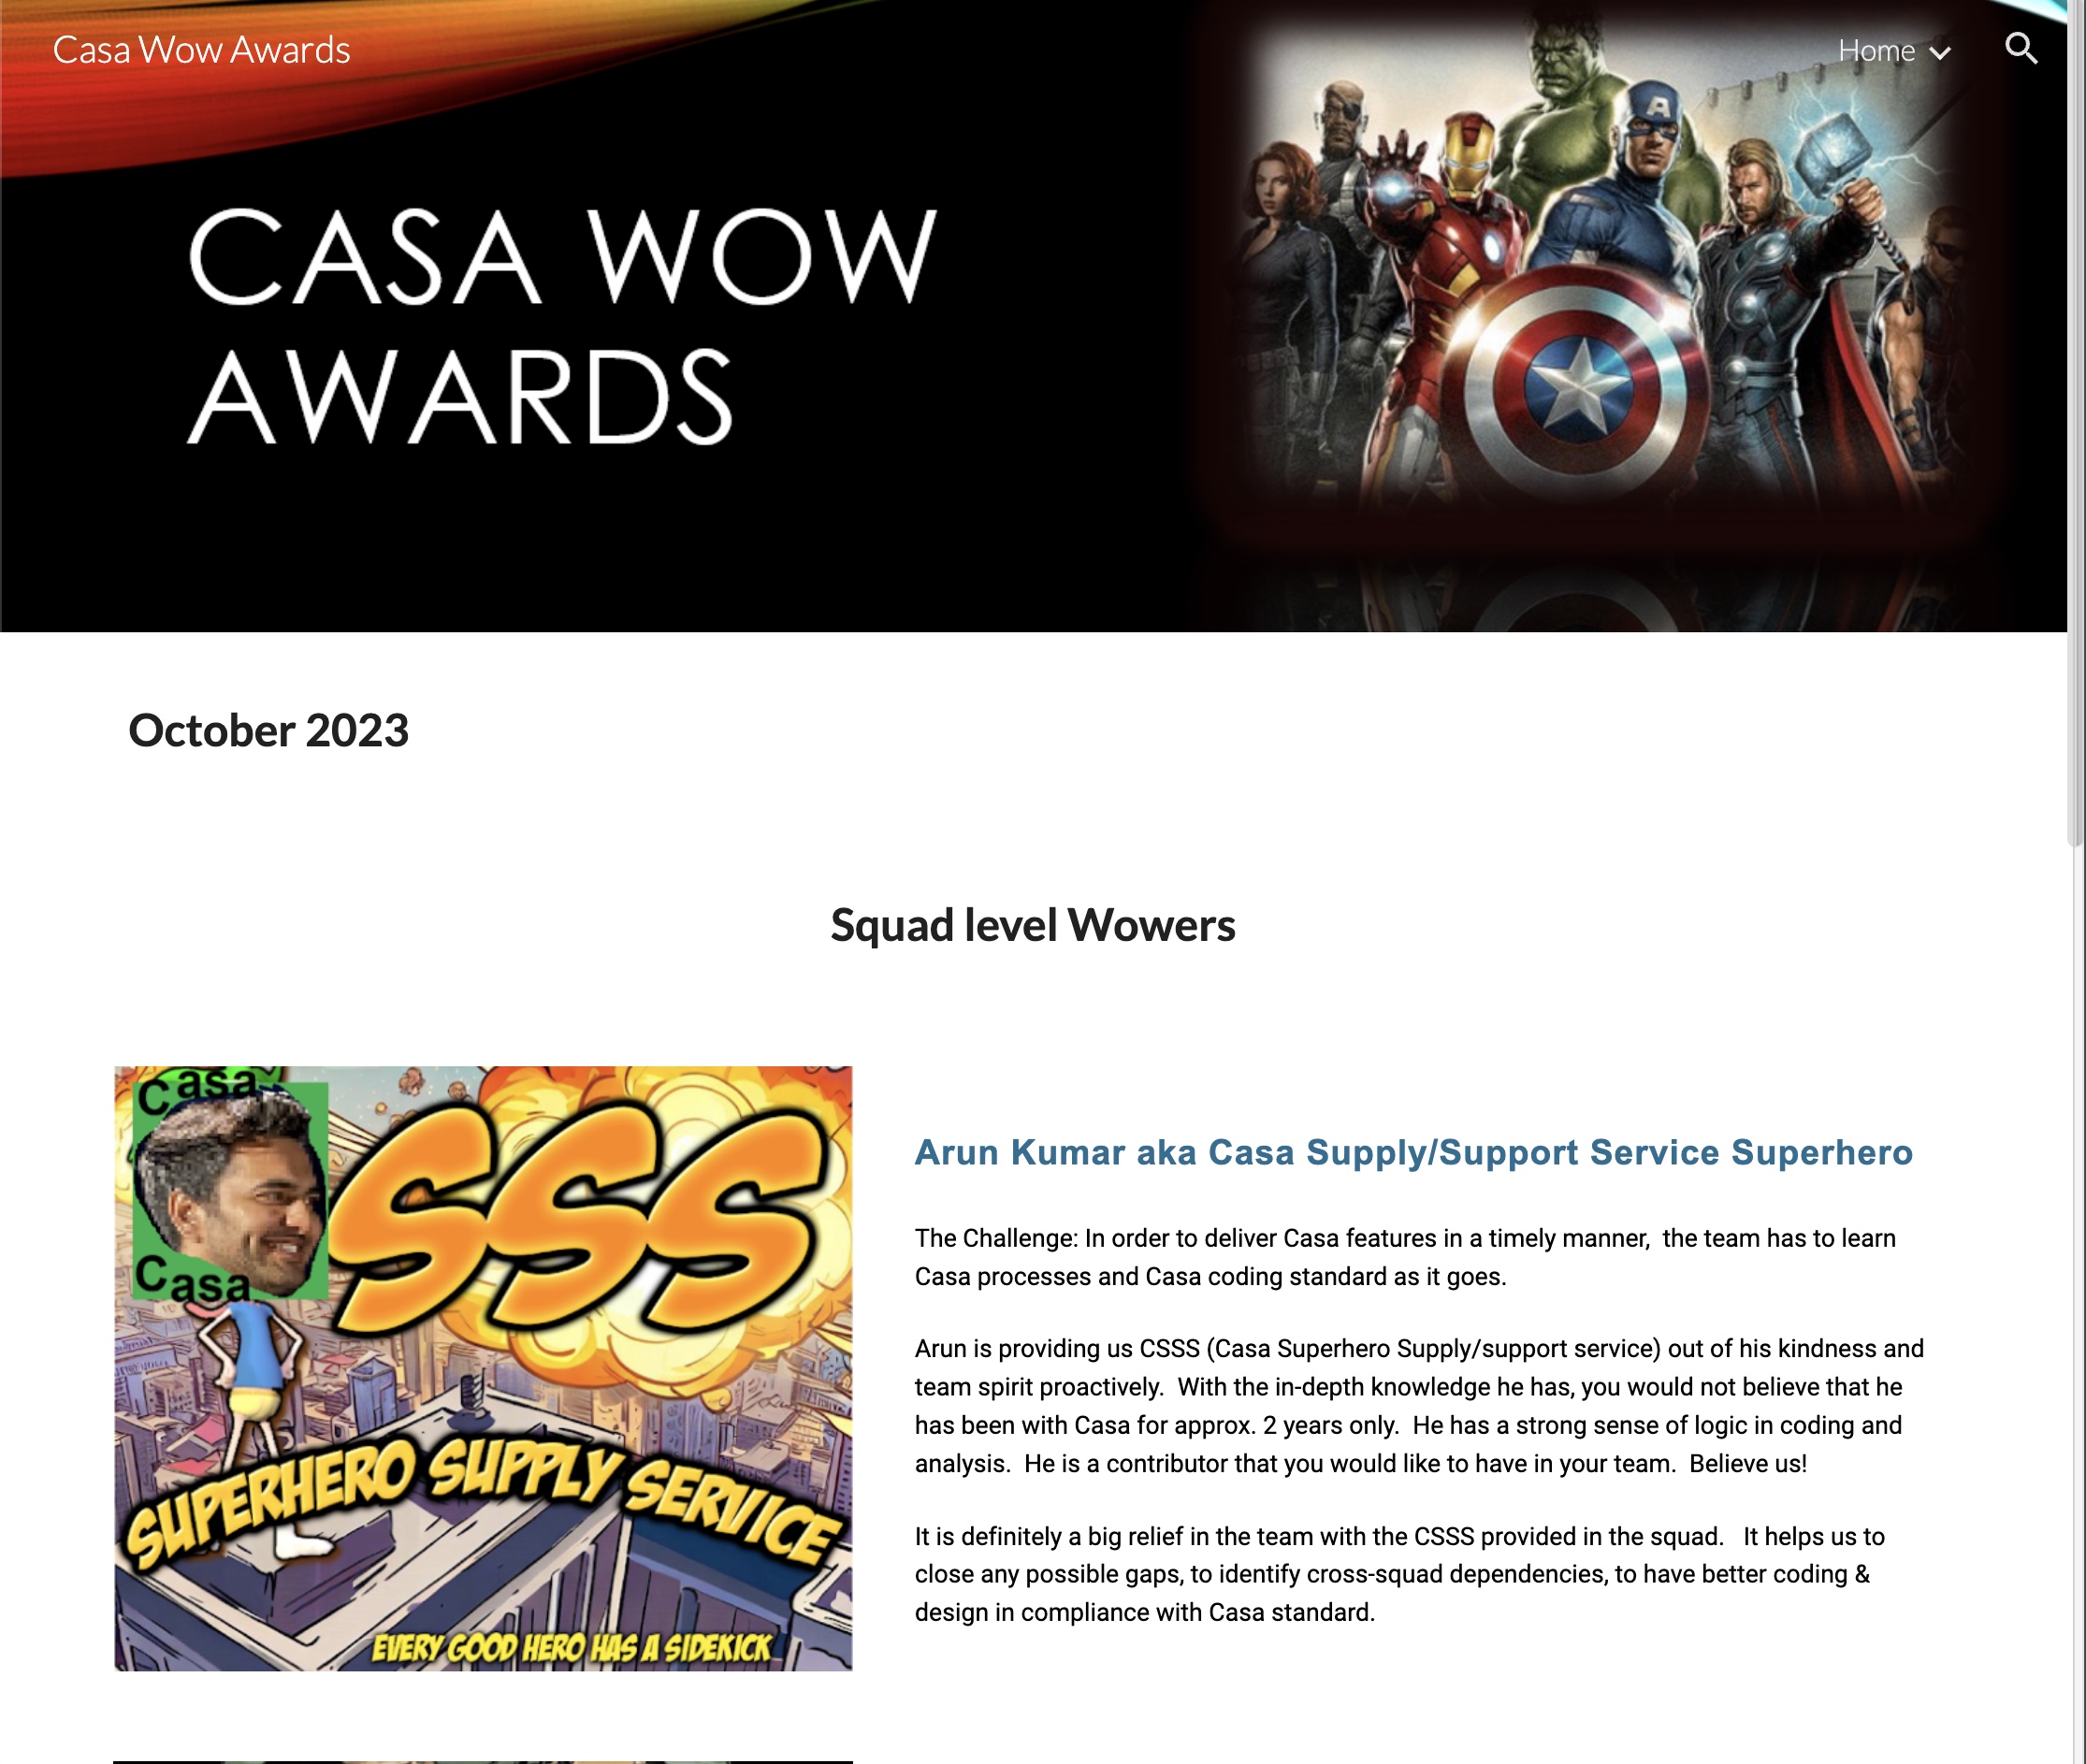 Casa Wow Awards
Home
CASA WOW
AWARDS
October 2023
Squad level Wowers
Casa
SSS
Casa
SUPERHERO SUPPLY SERVICE
EVERY GOOD HERO HAS A SIDEKICK
Arun Kumar aka Casa Supply/Support Service Superhero
The Challenge: In order to deliver Casa features in a timely manner,  the team has to learn
Casa processes and Casa coding standard as it goes.
Arun is providing us CSSS (Casa Superhero Supply/support service) out of his kindness and
team spirit proactively.  With the in-depth knowledge he has, you would not believe that he
has been with Casa for approx. 2 years only.  He has a strong sense of logic in coding and
analysis.  He is a contributor that you would like to have in your team.  Believe us!
It is definitely a big relief in the team with the CSSS provided in the squad.   It helps us to
close any possible gaps, to identify cross-squad dependencies, to have better coding &
design in compliance with Casa standard.